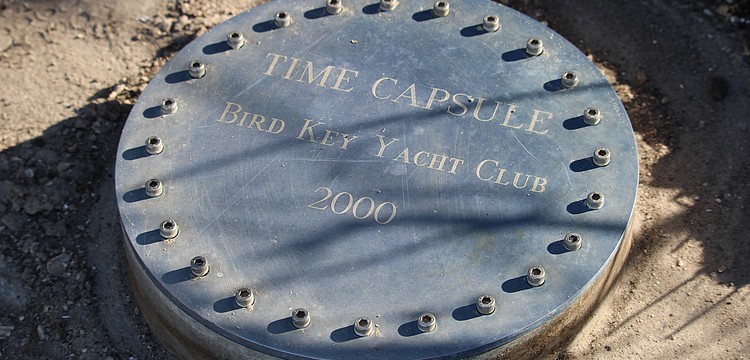 TIME CAPSULE
BIRD KEY YACHT CLUB
2000